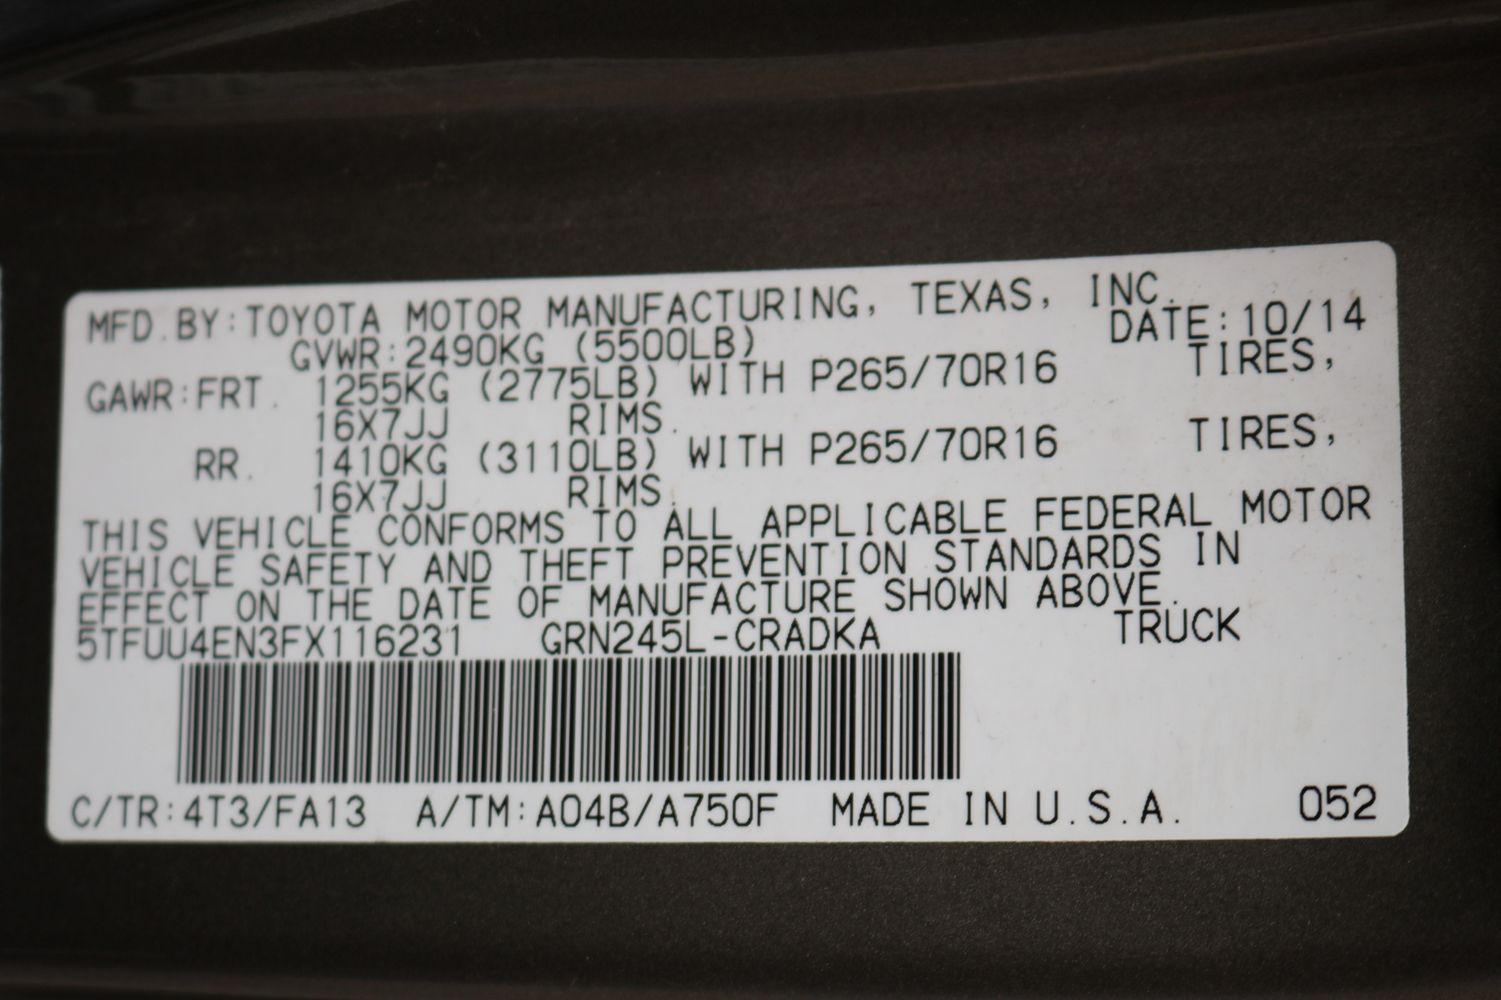 MFD.BY:TOYOTA MOTOR MANUFACTURING, TEXAS, INC.
DATE:10/14
GVWR:2490KG (5500LB)
GAWR:FRT. 1255KG (2775LB) WITH P265/70R16 TIRES,
16X7JJ RIMS.
RR. 1410KG (3110LB) WITH P265/70R16 TIRES,
16X7JJ RIMS.
THIS VEHICLE CONFORMS TO ALL APPLICABLE FEDERAL MOTOR
VEHICLE SAFETY AND THEFT PREVENTION STANDARDS IN
EFFECT ON THE DATE OF MANUFACTURE SHOWN ABOVE.
5TFUU4EN3FX116231 GRN245L-CRADKA TRUCK
C/TR:4T3/FA13 A/TM:A04B/A750F MADE IN U.S.A. 052